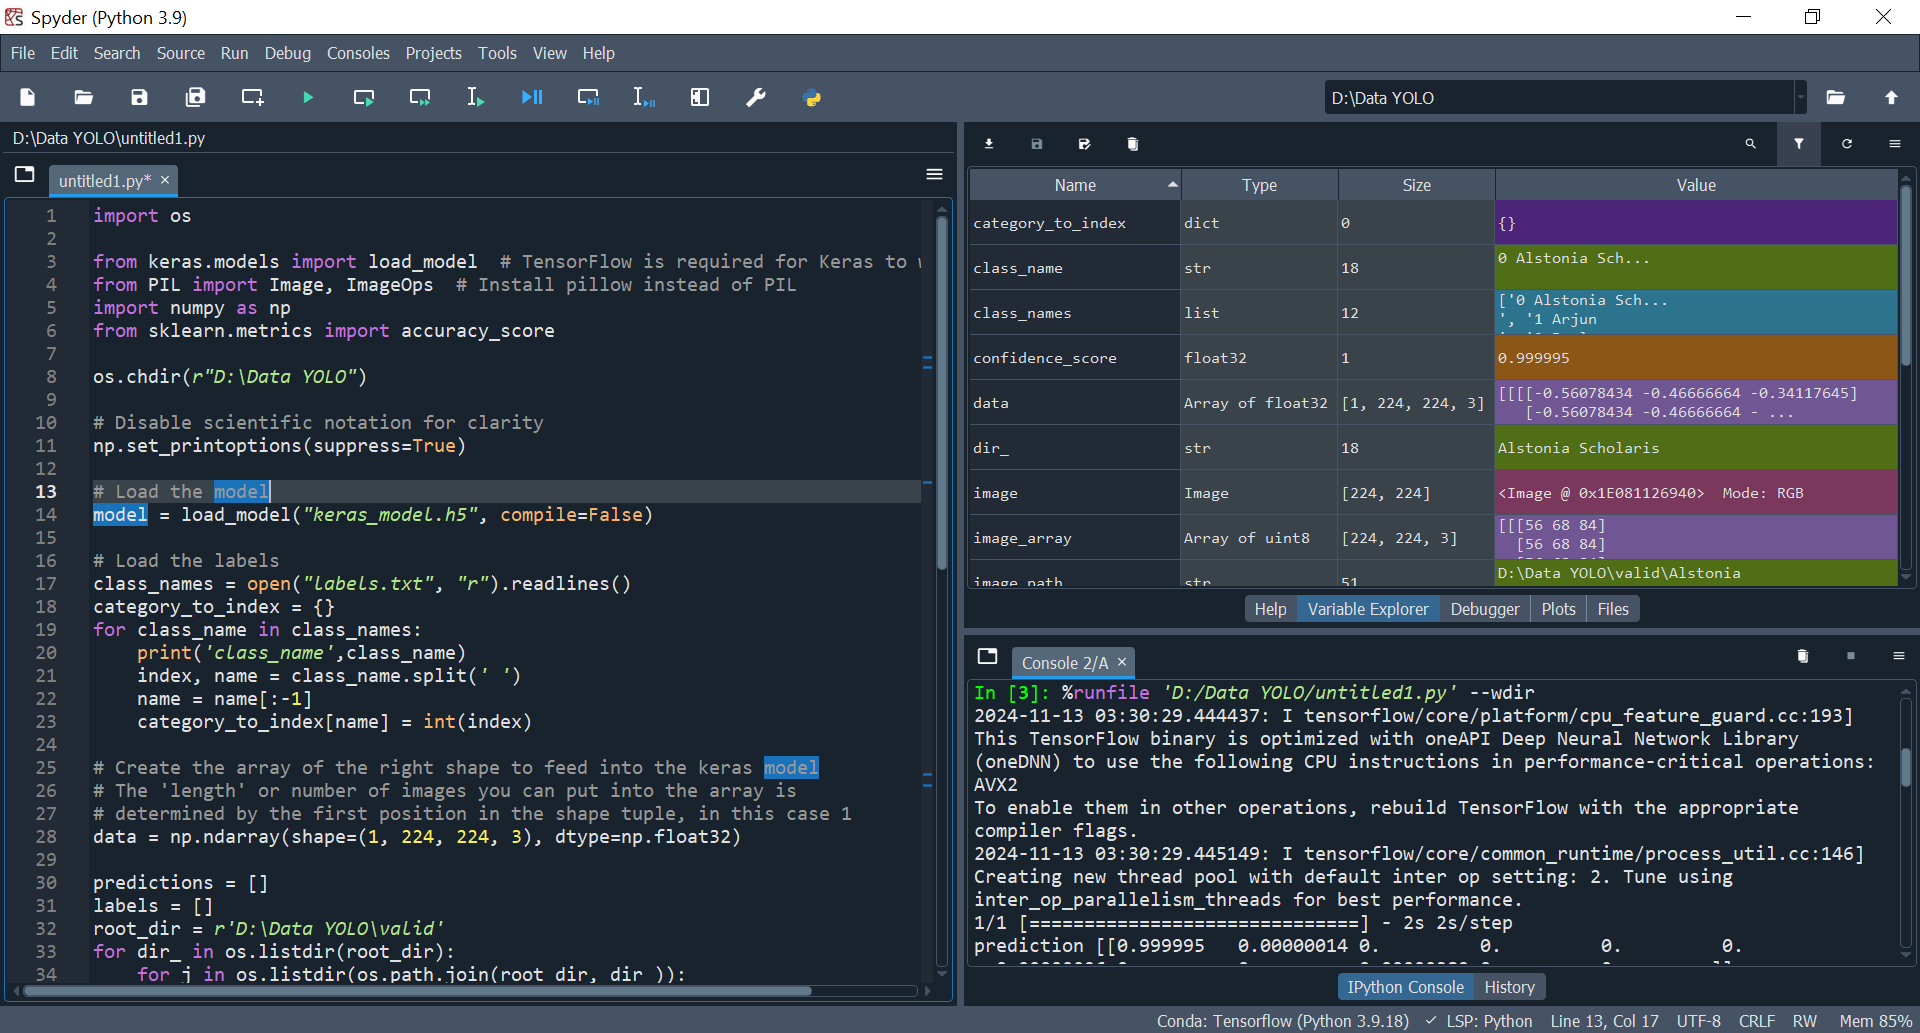 Spyder (Python 3.9)
File Edit Search Source Run Debug Consoles Projects Tools View Help
D:\Data YOLO
D:\Data YOLO\untitled1.py
untitled1.py*
1 import os
2
3 from keras.models import load_model  # TensorFlow is required for Keras to
4 from PIL import Image, ImageOps  # Install pillow instead of PIL
5 import numpy as np
6 from sklearn.metrics import accuracy_score
7
8 os.chdir(r"D:\Data YOLO")
9
10 # Disable scientific notation for clarity
11 np.set_printoptions(suppress=True)
12
13 # Load the model
14 model = load_model("keras_model.h5", compile=False)
15
16 # Load the labels
17 class_names = open("labels.txt", "r").readlines()
18 category_to_index = {}
19 for class_name in class_names:
20     print('class_name',class_name)
21     index, name = class_name.split(' ')
22     name = name[:-1]
23     category_to_index[name] = int(index)
24
25 # Create the array of the right shape to feed into the keras model
26 # The 'length' or number of images you can put into the array is
27 # determined by the first position in the shape tuple, in this case 1
28 data = np.ndarray(shape=(1, 224, 224, 3), dtype=np.float32)
29
30 predictions = []
31 labels = []
32 root_dir = r'D:\Data YOLO\valid'
33 for dir_ in os.listdir(root_dir):
34     for j in os.listdir(os.path.join(root_dir, dir_)):
Name Type Size Value
category_to_index dict 0 {}
class_name str 18 0 Alstonia Sch...
class_names list 12 ['0 Alstonia Sch...
', '1 Arjun
confidence_score float32 1 0.999995
data Array of float32 [1, 224, 224, 3] [[[[-0.56078434 -0.46666664 -0.34117645]
[-0.56078434 -0.46666664 - ...
dir_ str 18 Alstonia Scholaris
image Image [224, 224] <Image @ 0x1E081126940>  Mode: RGB
image_array Array of uint8 [224, 224, 3] [[[56 68 84]
[56 68 84]
image_path str 51 D:\Data YOLO\valid\Alstonia
Help Variable Explorer Debugger Plots Files
Console 2/A
In [3]: %runfile 'D:/Data YOLO/untitled1.py' --wdir
2024-11-13 03:30:29.444437: I tensorflow/core/platform/cpu_feature_guard.cc:193]
This TensorFlow binary is optimized with oneAPI Deep Neural Network Library
(oneDNN) to use the following CPU instructions in performance-critical operations:
AVX2
To enable them in other operations, rebuild TensorFlow with the appropriate
compiler flags.
2024-11-13 03:30:29.445149: I tensorflow/core/common_runtime/process_util.cc:146]
Creating new thread pool with default inter op setting: 2. Tune using
inter_op_parallelism_threads for best performance.
1/1 [==============================] - 2s 2s/step
prediction [[0.999995   0.00000014 0.         0.         0.         0.
IPython Console History
Conda: Tensorflow (Python 3.9.18) LSP: Python Line 13, Col 17 UTF-8 CRLF RW Mem 85%